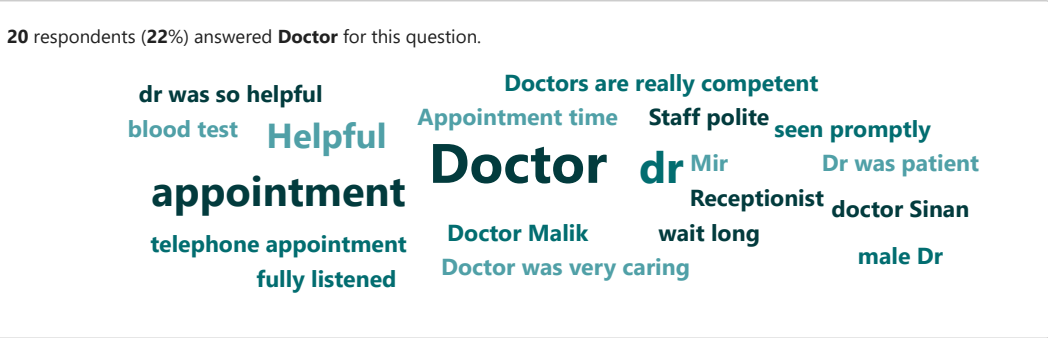 20 respondents (22%) answered Doctor for this question.
Doctors are really competent
dr was so helpful
Appointment time
Staff polite
blood test
Helpful
seen promptly
Doctor
dr
Mir
Dr was patient
appointment
Receptionist
doctor Sinan
telephone appointment
Doctor Malik
wait long
male Dr
Doctor was very caring
fully listened